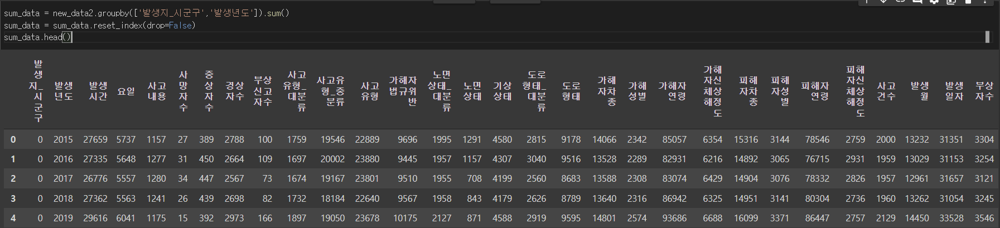 sum_data = new_data2.groupby(['발생지_시군구','발생년도']).sum()
sum_data = sum_data.reset_index(drop=False)
sum_data.head()
발생지_시군구 발생년도 발생시간 요일 사고내용 사망자수 중상자수 경상자수 부상신고자수 사고유형_대분류 사고유형_중분류 사고유형 가해자법규위반 노면상태_대분류 노면상태 기상상태 도로형태_대분류 도로형태 가해자차종 가해자성별 가해자연령 가해자신체상해정도 피해자차종 피해자성별 피해자연령 피해자신체상해정도 사고건수 발생월 발생일자 부상자수
0 0 2015 27659 5737 1157 27 389 2788 100 1759 19546 22889 9696 1995 1291 4580 2815 9178 14066 2342 85057 6354 15316 3144 78546 2759 2000 13232 31351 3304
1 0 2016 27335 5648 1277 31 450 2664 109 1697 20002 23880 9445 1957 1157 4307 3040 9516 13528 2289 82931 6216 14892 3065 76715 2931 1959 13029 31153 3254
2 0 2017 26776 5557 1280 34 447 2567 73 1674 19167 23801 9510 1955 708 4199 2560 8683 13588 2308 83074 6429 14904 3076 78332 2826 1957 12961 31657 3121
3 0 2018 27362 5563 1241 26 439 2698 82 1732 18184 22640 9567 1958 843 4179 2626 8789 13640 2316 86942 6325 14951 3141 80304 2736 1960 13262 31054 3245
4 0 2019 29616 6041 1175 15 392 2973 166 1897 19050 23678 10175 2127 871 4588 2919 9595 14801 2574 93686 6688 16099 3371 86447 2757 2129 14450 33528 3546